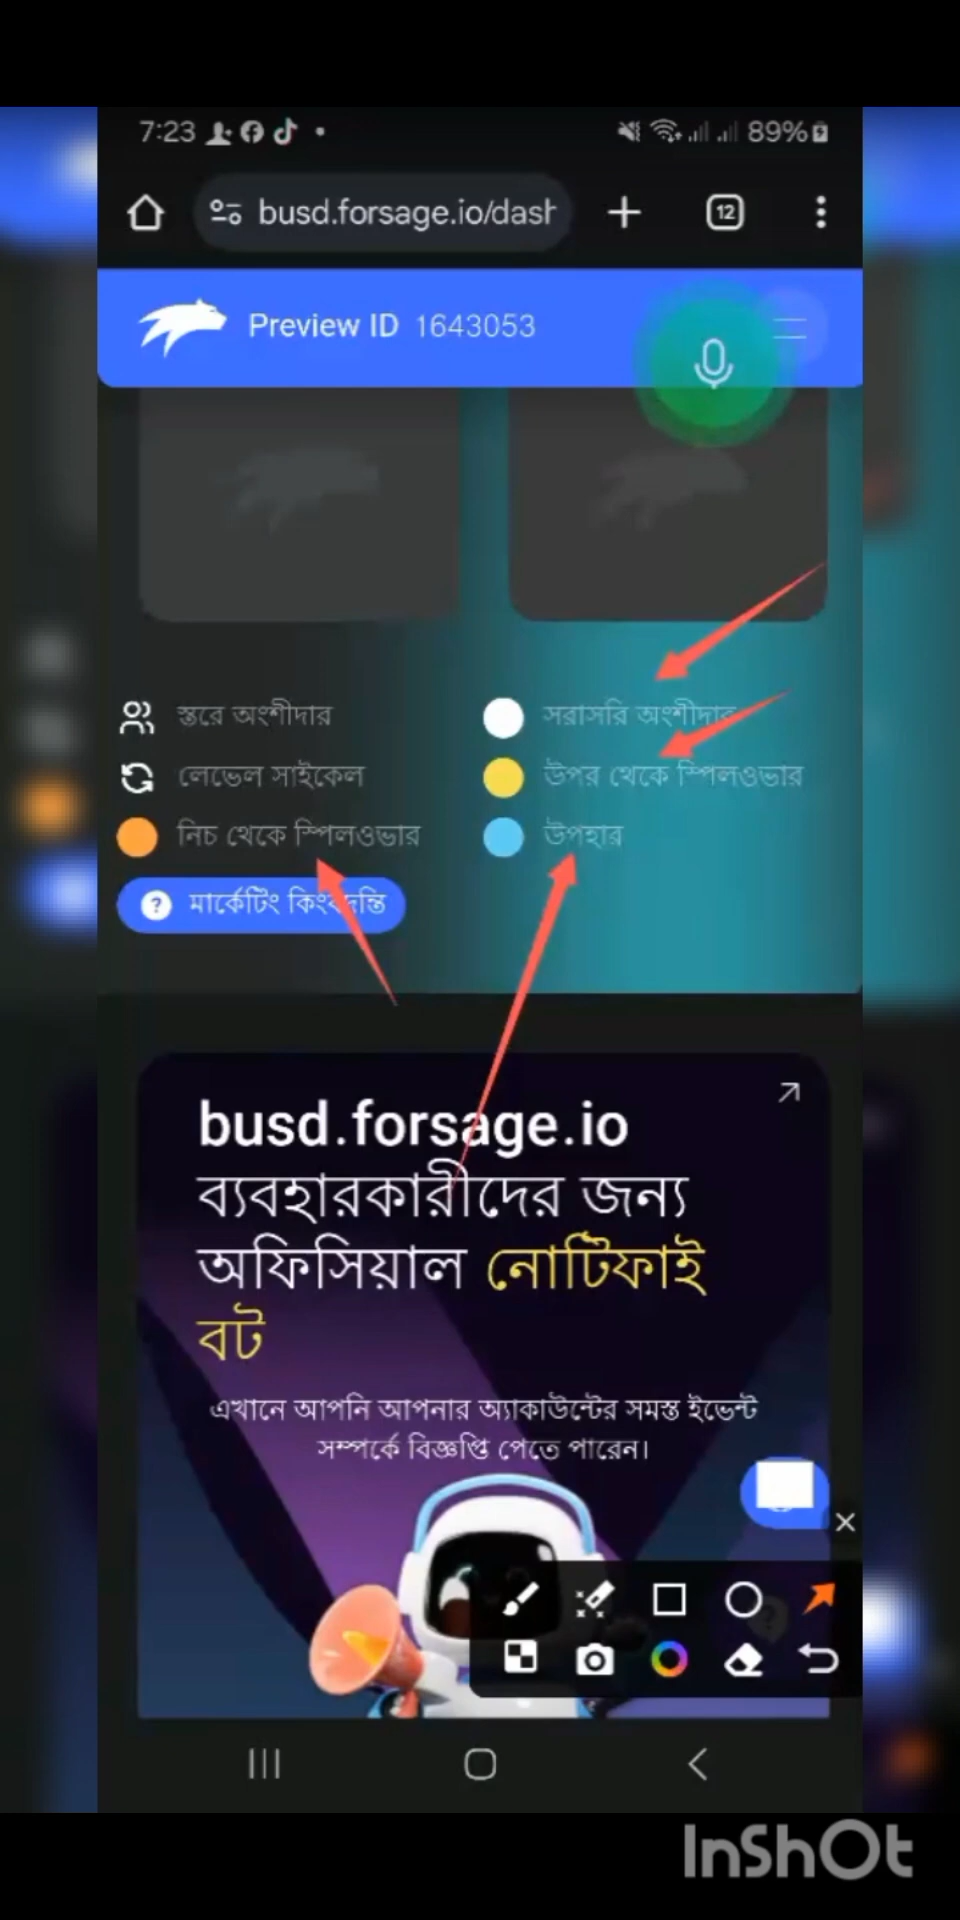 7:23
89%
busd.forsage.io/dash
12
Preview ID 1643053
স্তরে অংশীদার
সরাসরি অংশীদার
লেভেল সাইকেল
উপর থেকে স্পিলওভার
নিচ থেকে স্পিলওভার
উপহার
? মার্কেটিং কিংবদন্তি
busd.forsage.io
ব্যবহারকারীদের জন্য
অফিসিয়াল নোটিফাই
বট
এখানে আপনি আপনার অ্যাকাউন্টের সমস্ত ইভেন্ট
সম্পর্কে বিজ্ঞপ্তি পেতে পারেন।
InShOt